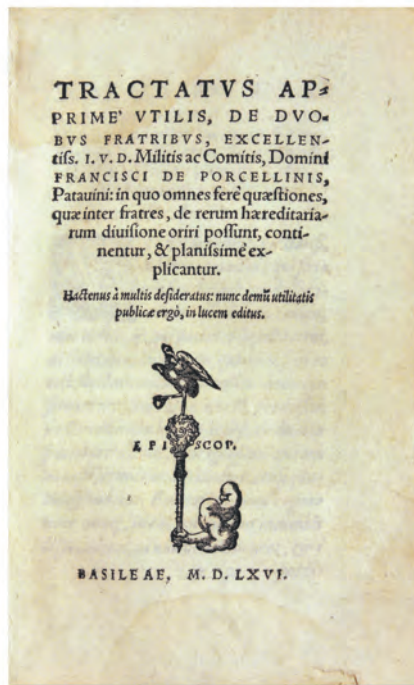 TRACTATVS AP⸗
PRIME' VTILIS, DE DVO⸗
BVS FRATRIBVS, EXCELLEN⸗
tiſs. I. V. D. Militis ac Comitis, Domini
FRANCISCI DE PORCELLINIS,
Patauini: in quo omnes ferè quæſtiones,
quæ inter fratres, de rerum hæreditaria-
rum diuiſione oriri poſſunt, conti-
nentur, & planiſsimè ex-
plicantur.
Hactenus à multis deſideratus: nunc demū utilitatis
publicæ ergò, in lucem editus.
EPI SCOP.
BASILEAE, M. D. LXVI.